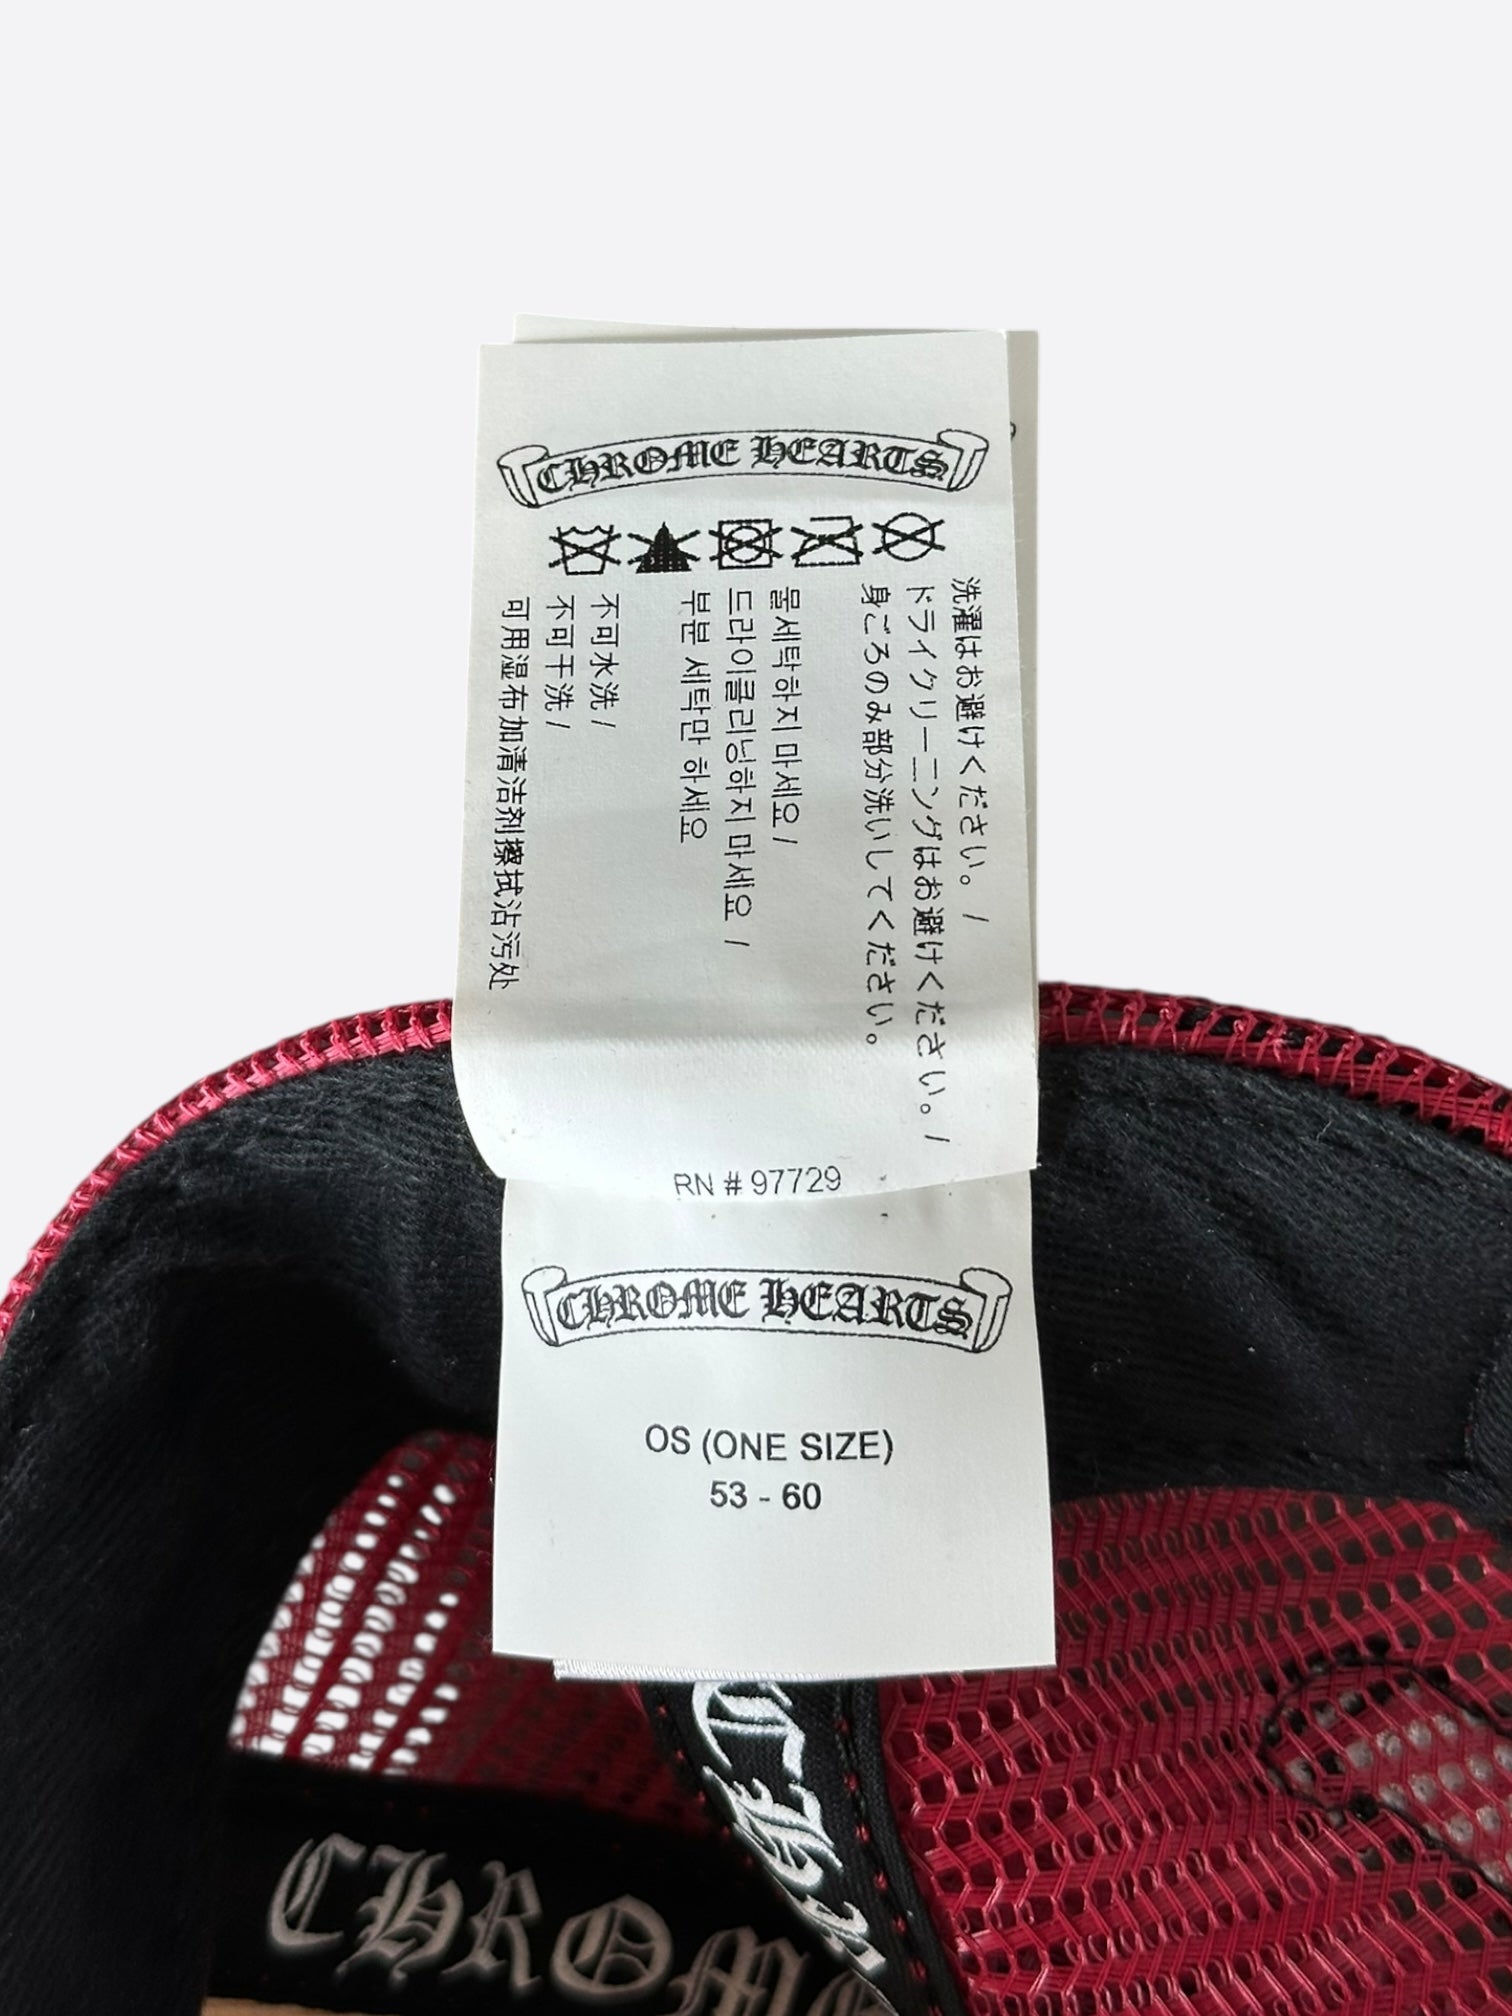 CHROME HEARTS
洗濯はお避けください。/
ドライクリーニングはお避けください。/
身ごろのみ部分洗いしてください。
물세탁하지 마세요 /
드라이클리닝하지 마세요 /
부분 세탁만 하세요
不可水洗 /
不可干洗 /
可用湿布加清洁剂擦拭沾污处
RN # 97729
CHROME HEARTS
OS (ONE SIZE)
53 - 60
CHROM